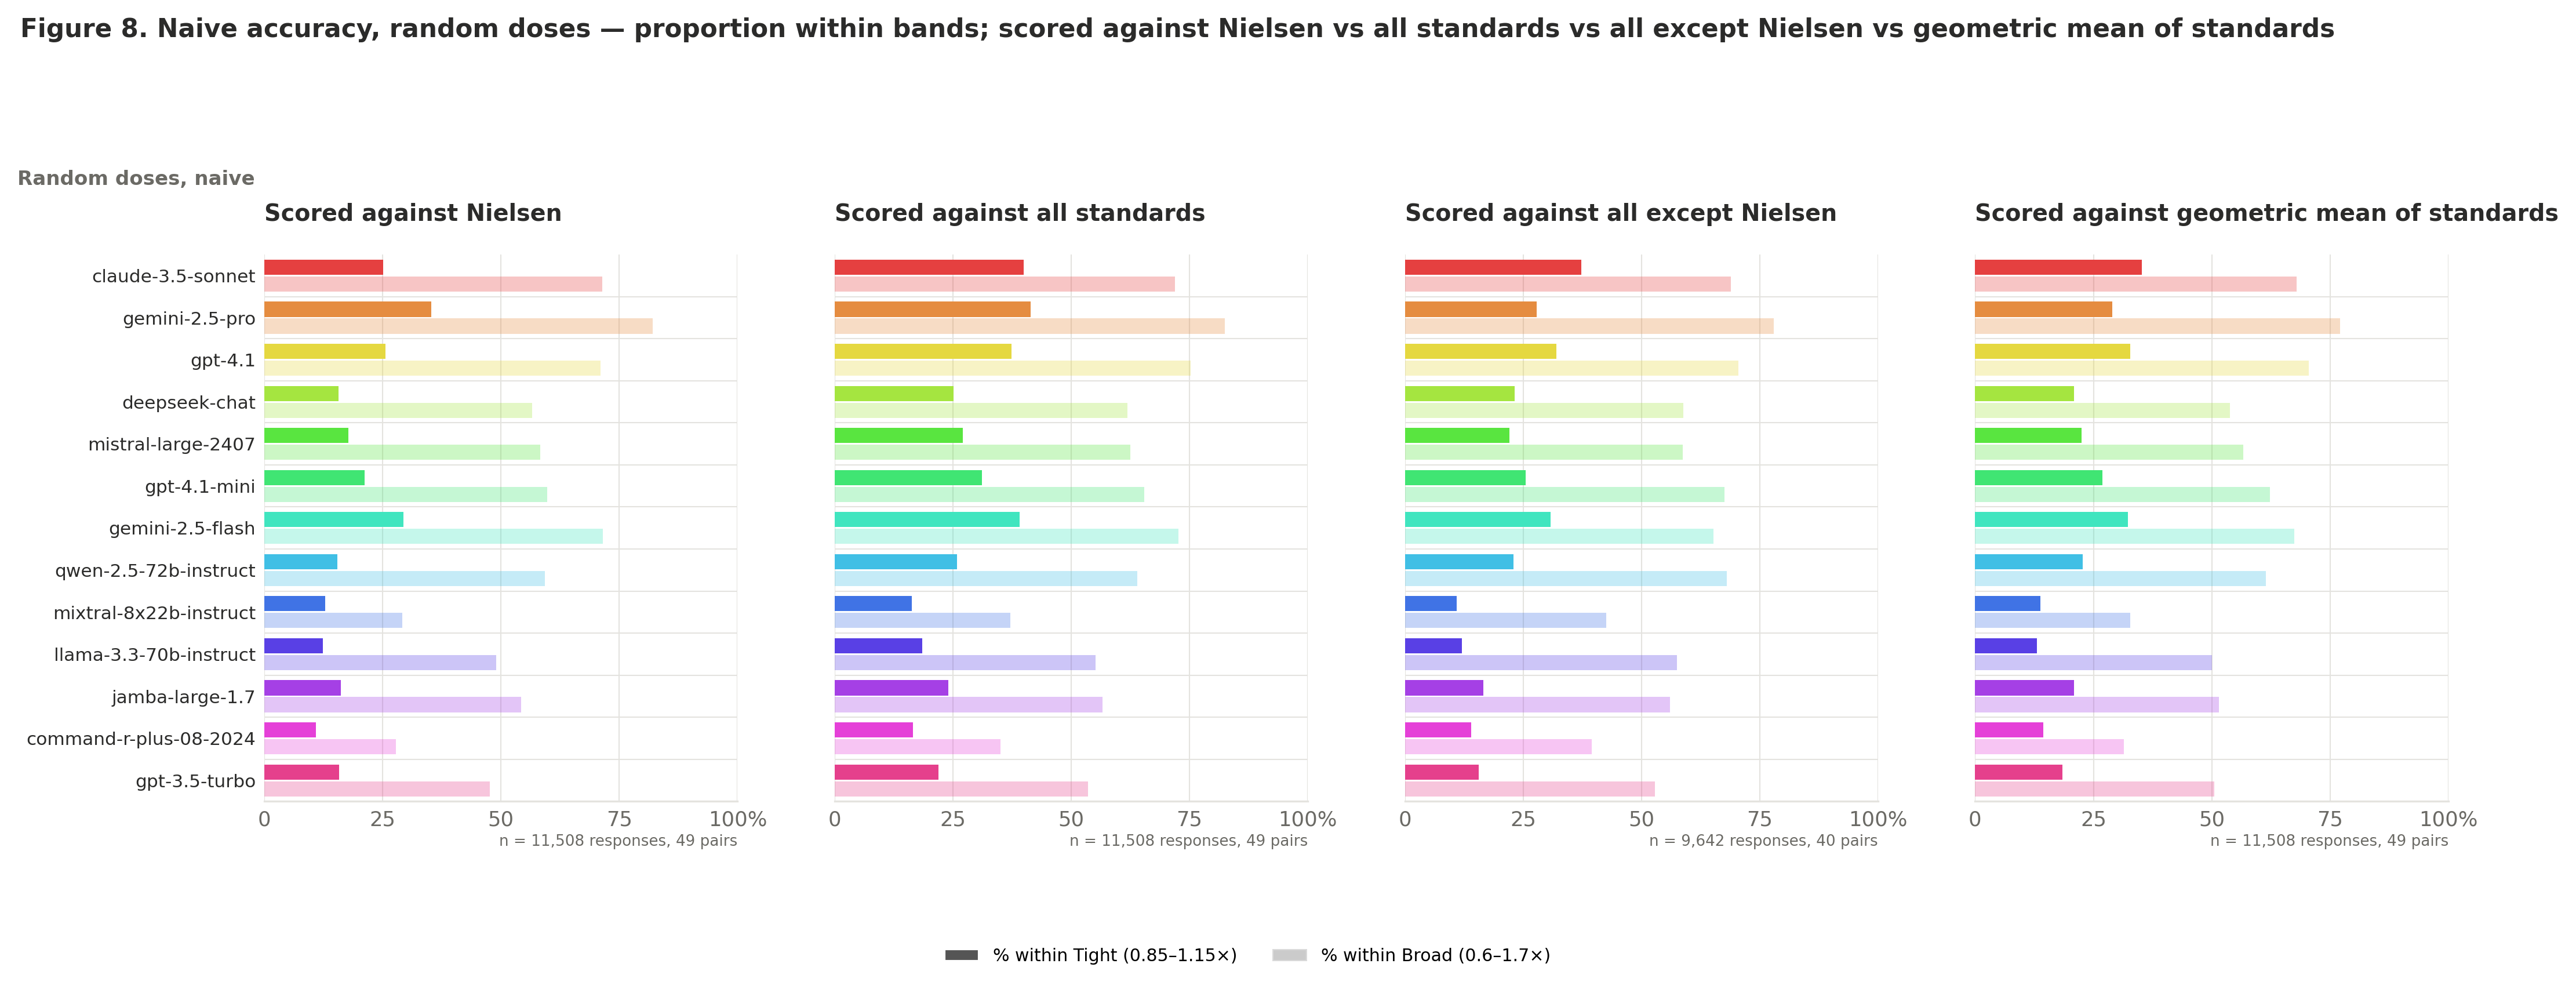 Figure 8. Naive accuracy, random doses — proportion within bands; scored against Nielsen vs all standards vs all except Nielsen vs geometric mean of standards
Random doses, naive
Scored against Nielsen
Scored against all standards
Scored against all except Nielsen
Scored against geometric mean of standards
claude-3.5-sonnet
gemini-2.5-pro
gpt-4.1
deepseek-chat
mistral-large-2407
gpt-4.1-mini
gemini-2.5-flash
qwen-2.5-72b-instruct
mixtral-8x22b-instruct
llama-3.3-70b-instruct
jamba-large-1.7
command-r-plus-08-2024
gpt-3.5-turbo
0 25 50 75 100%
n = 11,508 responses, 49 pairs
0 25 50 75 100%
n = 11,508 responses, 49 pairs
0 25 50 75 100%
n = 9,642 responses, 40 pairs
0 25 50 75 100%
n = 11,508 responses, 49 pairs
% within Tight (0.85–1.15×)
% within Broad (0.6–1.7×)